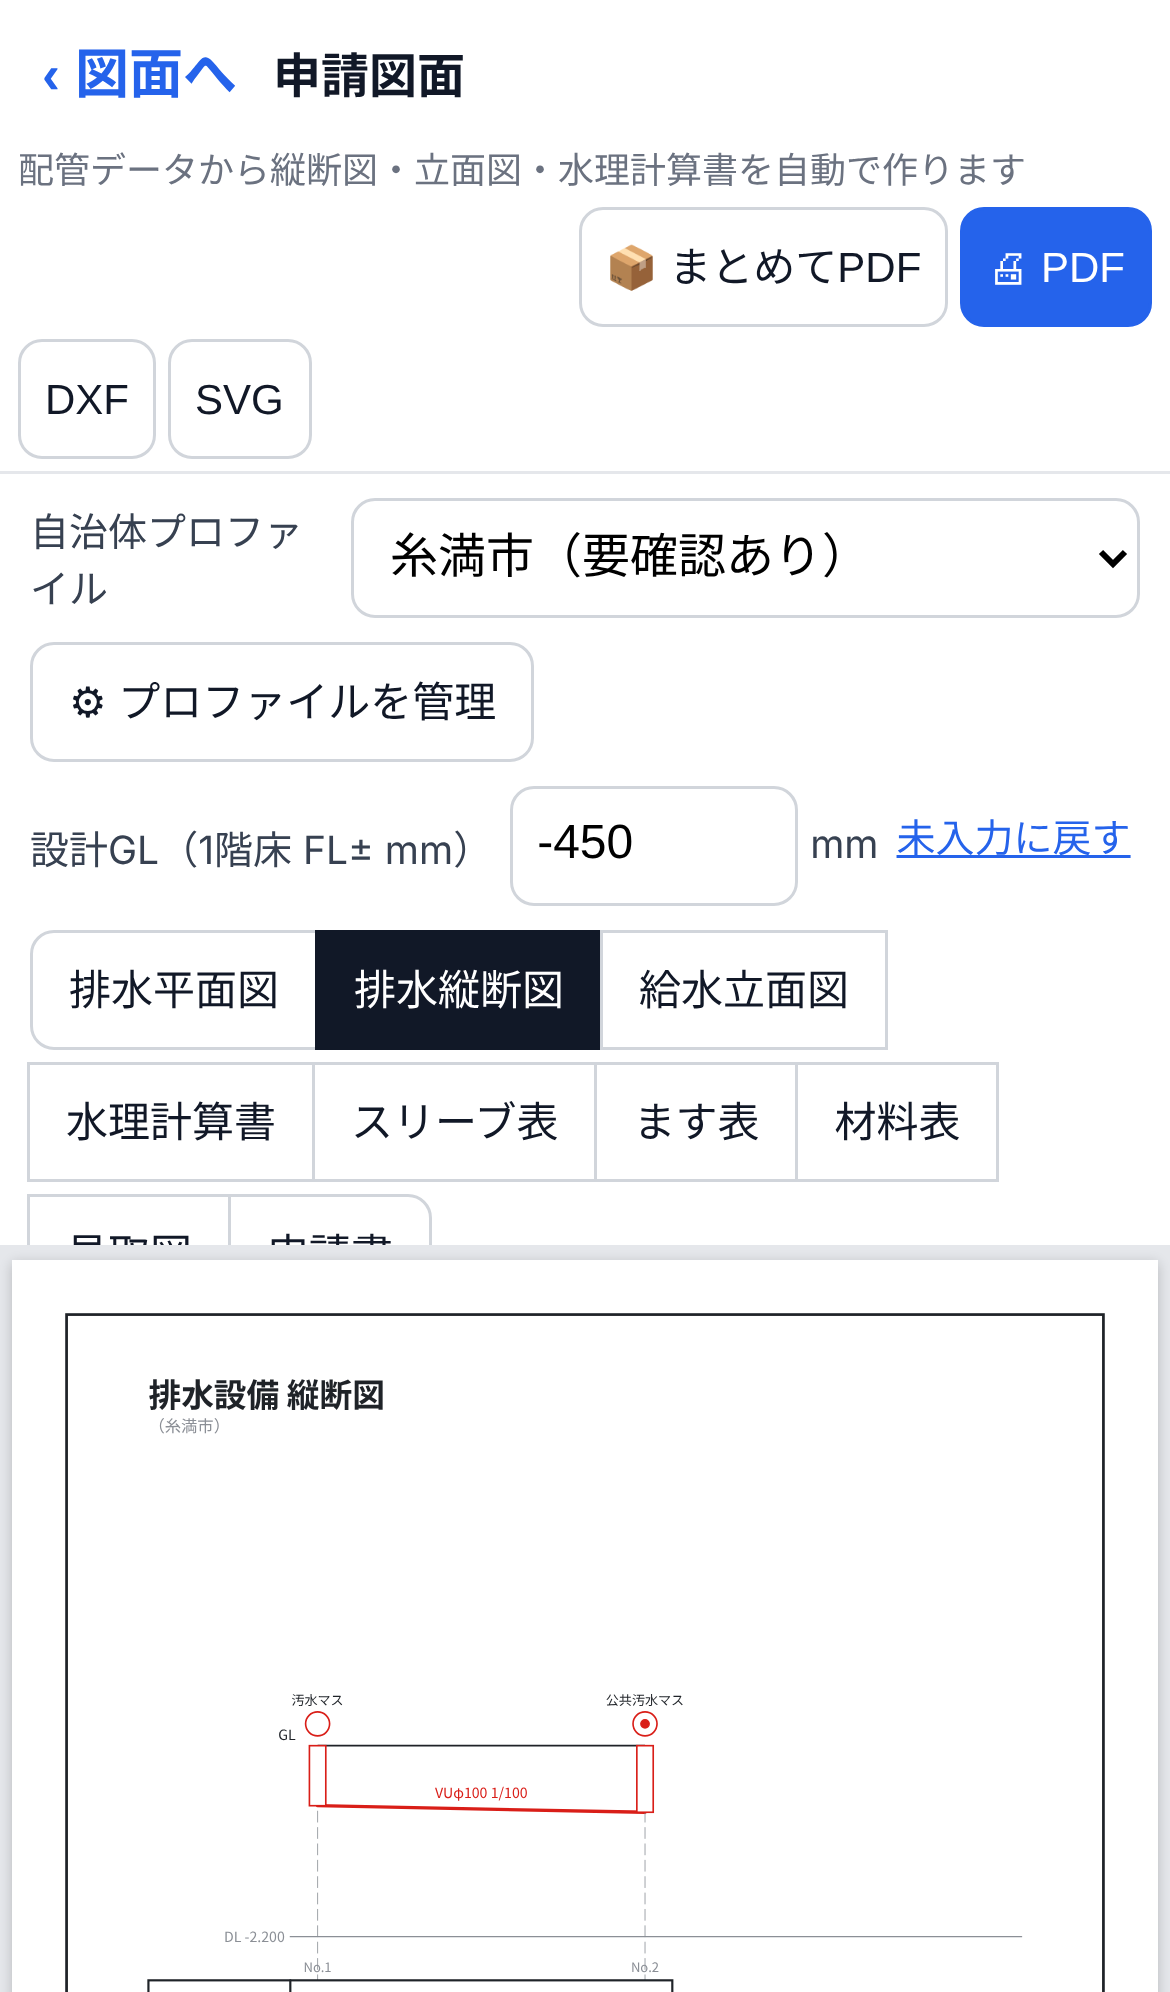 ‹ 図面へ 申請図面
配管データから縦断図・立面図・水理計算書を自動で作ります
📦 まとめてPDF 🖨 PDF
DXF SVG
自治体プロファ
イル
糸満市（要確認あり）
⚙ プロファイルを管理
設計GL（1階床 FL± mm） -450 mm 未入力に戻す
排水平面図 排水縦断図 給水立面図
水理計算書 スリーブ表 ます表 材料表
見取図 申請書
排水設備 縦断図
（糸満市）
汚水マス 公共汚水マス
GL
VUφ100 1/100
DL -2.200
No.1 No.2